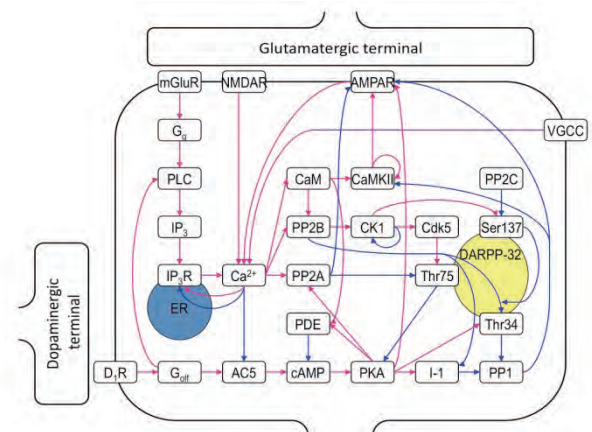 Glutamatergic terminal
mGluR
NMDAR
AMPAR
Gq
VGCC
PLC
CaM
CaMKII
PP2C
IP3
PP2B
CK1
Cdk5
Ser137
DARPP-32
IP3R
Ca2+
PP2A
Thr75
ER
Dopaminergic
terminal
PDE
Thr34
D1R
Golf
AC5
cAMP
PKA
I-1
PP1